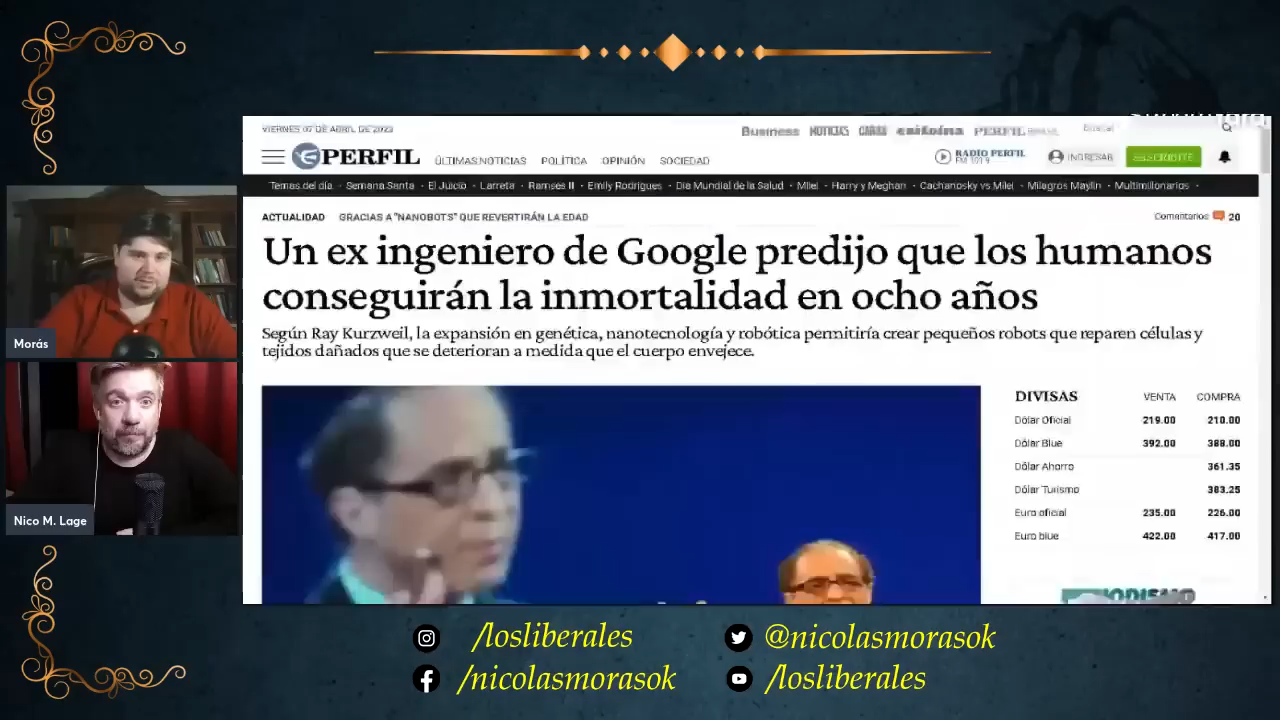 VIERNES 07 DE ABRIL DE 2023
Business NOTICIAS CARAS exitoína PERFIL
PERFIL ÚLTIMAS NOTICIAS POLÍTICA OPINIÓN SOCIEDAD RADIO PERFIL INGRESAR SUSCRIBITE
FM 101.9
Temas del día · Semana Santa · El Juicio · Larreta · Ramses II · Emily Rodrigues · Día Mundial de la Salud · Milei · Harry y Meghan · Cachanosky vs Milei · Milagros Maylin · Multimillonarios ·
ACTUALIDAD GRACIAS A "NANOBOTS" QUE REVERTIRÁN LA EDAD Comentarios 20
Un ex ingeniero de Google predijo que los humanos
conseguirán la inmortalidad en ocho años
Según Ray Kurzweil, la expansión en genética, nanotecnología y robótica permitiría crear pequeños robots que reparen células y
tejidos dañados que se deterioran a medida que el cuerpo envejece.
DIVISAS VENTA COMPRA
Dólar Oficial 219.00 210.00
Dólar Blue 392.00 388.00
Dólar Ahorro 361.35
Dólar Turismo 383.25
Euro oficial 235.00 226.00
Euro blue 422.00 417.00
Morás
Nico M. Lage
/losliberales @nicolasmorasok
/nicolasmorasok /losliberales